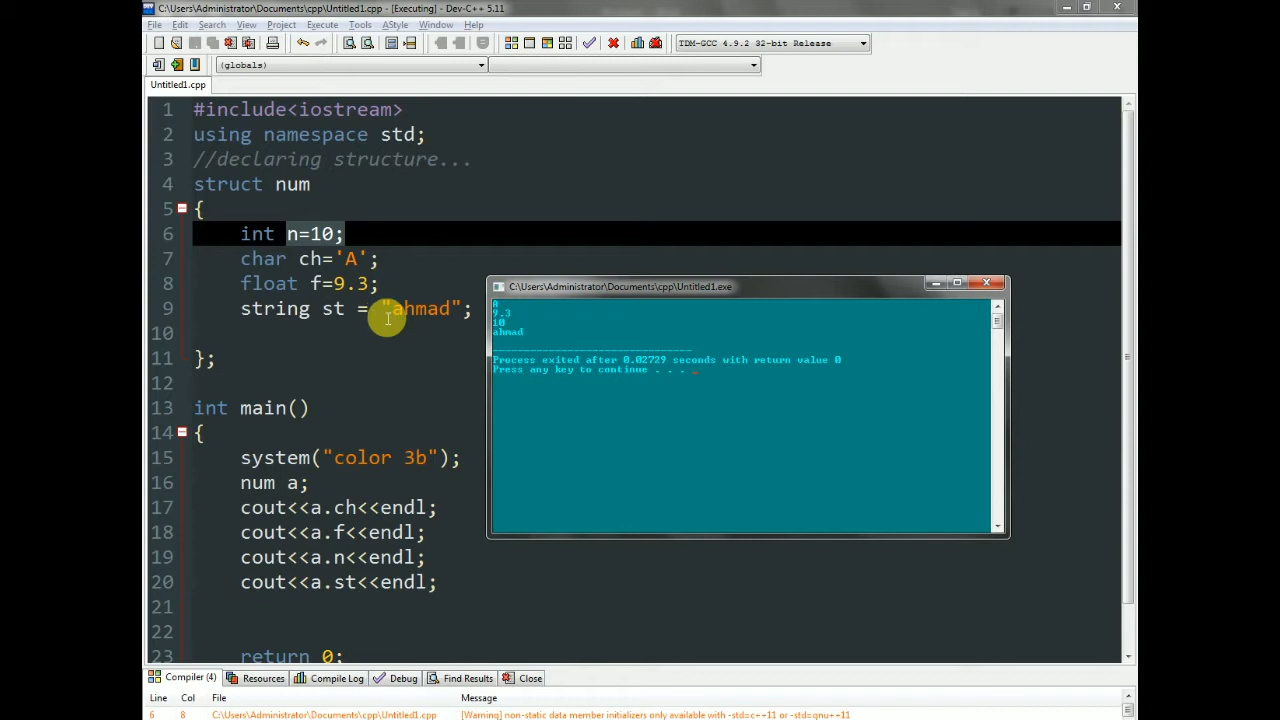 C:\Users\Administrator\Documents\cpp\Untitled1.cpp - [Executing] - Dev-C++ 5.11
File Edit Search View Project Execute Tools AStyle Window Help
TDM-GCC 4.9.2 32-bit Release
(globals)
Untitled1.cpp
1 #include<iostream>
2 using namespace std;
3 //declaring structure...
4 struct num
5 {
6 int n=10;
7 char ch='A';
8 float f=9.3;
9 string st = "ahmad";
10
11 };
12
13 int main()
14 {
15 system("color 3b");
16 num a;
17 cout<<a.ch<<endl;
18 cout<<a.f<<endl;
19 cout<<a.n<<endl;
20 cout<<a.st<<endl;
21
22
23 return 0;
C:\Users\Administrator\Documents\cpp\Untitled1.exe
A
9.3
10
ahmad
--------------------------------
Process exited after 0.02729 seconds with return value 0
Press any key to continue . . . _
Compiler (4) Resources Compile Log Debug Find Results Close
Line Col File Message
6 8 C:\Users\Administrator\Documents\cpp\Untitled1.cpp [Warning] non-static data member initializers only available with -std=c++11 or -std=gnu++11